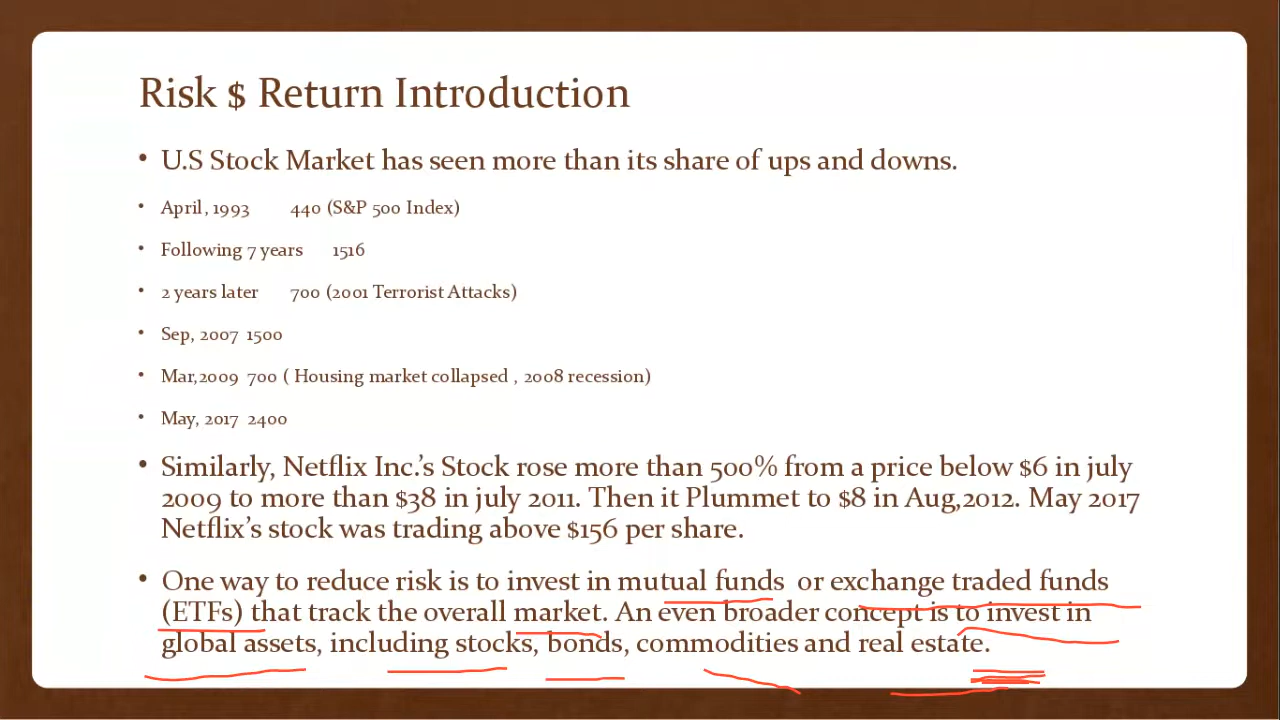 Risk $ Return Introduction
• U.S Stock Market has seen more than its share of ups and downs.
• April, 1993 440 (S&P 500 Index)
• Following 7 years 1516
• 2 years later 700 (2001 Terrorist Attacks)
• Sep, 2007 1500
• Mar,2009 700 ( Housing market collapsed , 2008 recession)
• May, 2017 2400
• Similarly, Netflix Inc.'s Stock rose more than 500% from a price below $6 in july
2009 to more than $38 in july 2011. Then it Plummet to $8 in Aug,2012. May 2017
Netflix's stock was trading above $156 per share.
• One way to reduce risk is to invest in mutual funds or exchange traded funds
(ETFs) that track the overall market. An even broader concept is to invest in
global assets, including stocks, bonds, commodities and real estate.